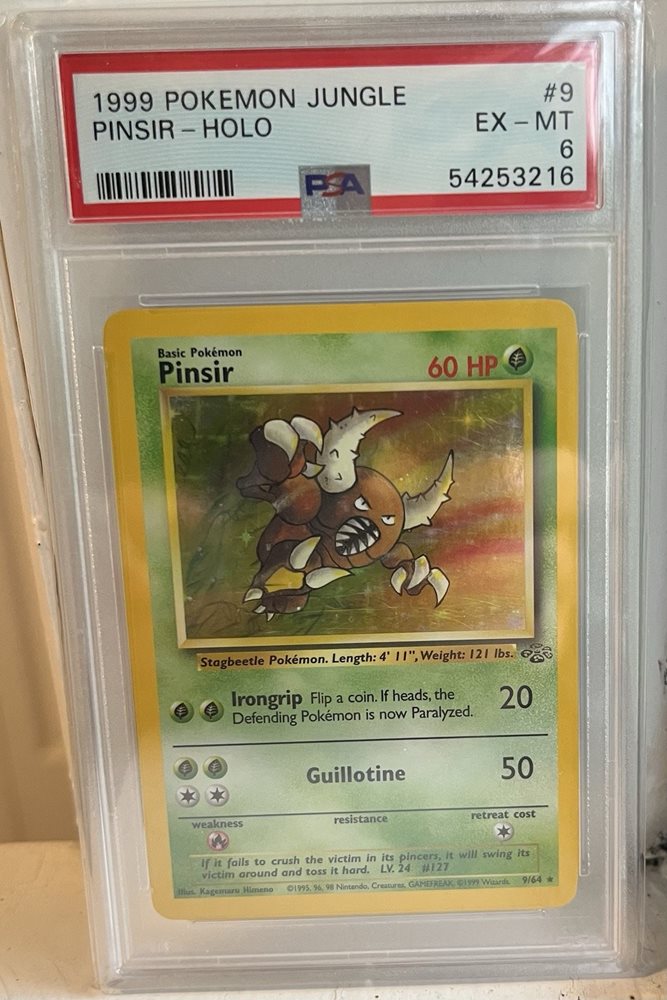 1999 POKEMON JUNGLE #9
PINSIR - HOLO EX - MT
6
PSA 54253216
Basic Pokémon
Pinsir 60 HP
Stagbeetle Pokémon. Length: 4' 11", Weight: 121 lbs.
Irongrip Flip a coin. If heads, the 20
Defending Pokémon is now Paralyzed.
Guillotine 50
weakness resistance retreat cost
If it fails to crush the victim in its pincers, it will swing its
victim around and toss it hard. LV. 24 #127
Illus. Kagemaru Himeno ©1995, 96, 98 Nintendo, Creatures, GAMEFREAK. ©1999 Wizards. 9/64 ★